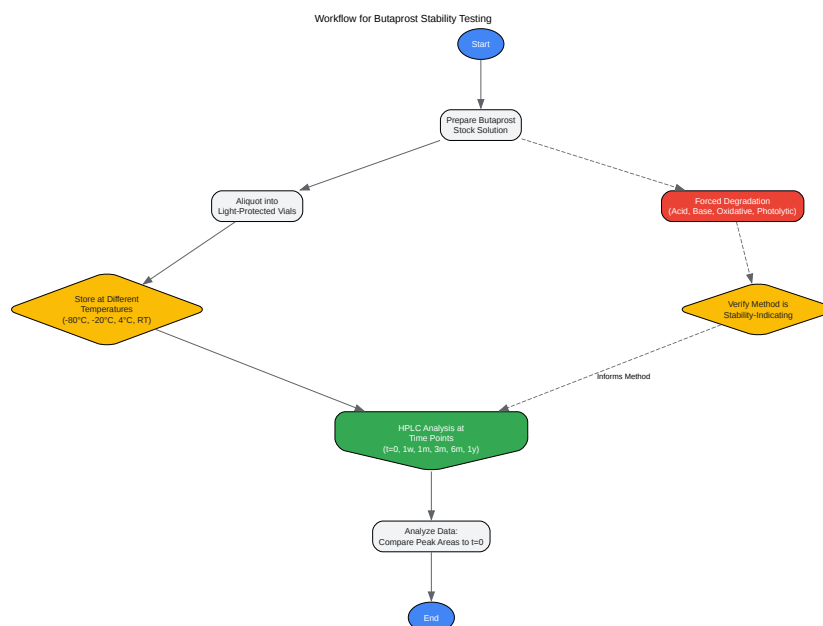 Workflow for Butaprost Stability Testing
Start
Prepare Butaprost
Stock Solution
Aliquot into
Light-Protected Vials
Forced Degradation
(Acid, Base, Oxidative, Photolytic)
Store at Different
Temperatures
(-80°C, -20°C, 4°C, RT)
Verify Method is
Stability-Indicating
Informs Method
HPLC Analysis at
Time Points
(t=0, 1w, 1m, 3m, 6m, 1y)
Analyze Data:
Compare Peak Areas to t=0
End